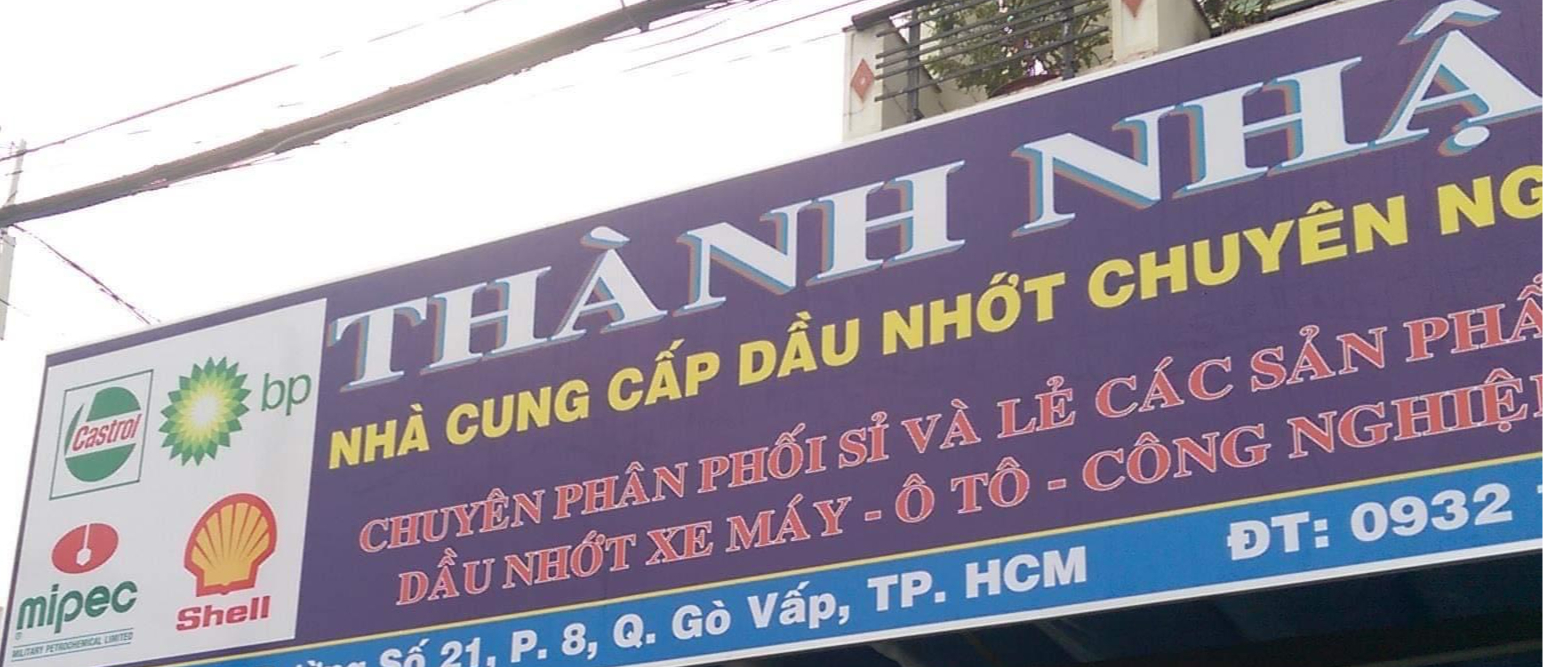 THÀNH
NHÀ CUNG CẤP DẦU NHỚT CHUYÊN
CHUYÊN PHÂN PHỐI SỈ VÀ LẺ CÁC SẢN
DẦU NHỚT XE MÁY - Ô TÔ - CÔNG
Số 21, P. 8, Q. Gò Vấp, TP. HCM ĐT: 0932
Castrol
bp
mipec
MILITARY PETROCHEMICAL LIMITED
Shell